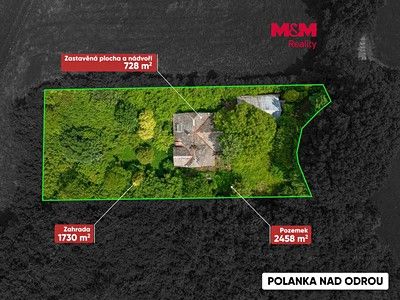 M&M
Reality
Zastavěná plocha a nádvoří
728 m²
Zahrada
1730 m²
Pozemek
2458 m²
POLANKA NAD ODROU